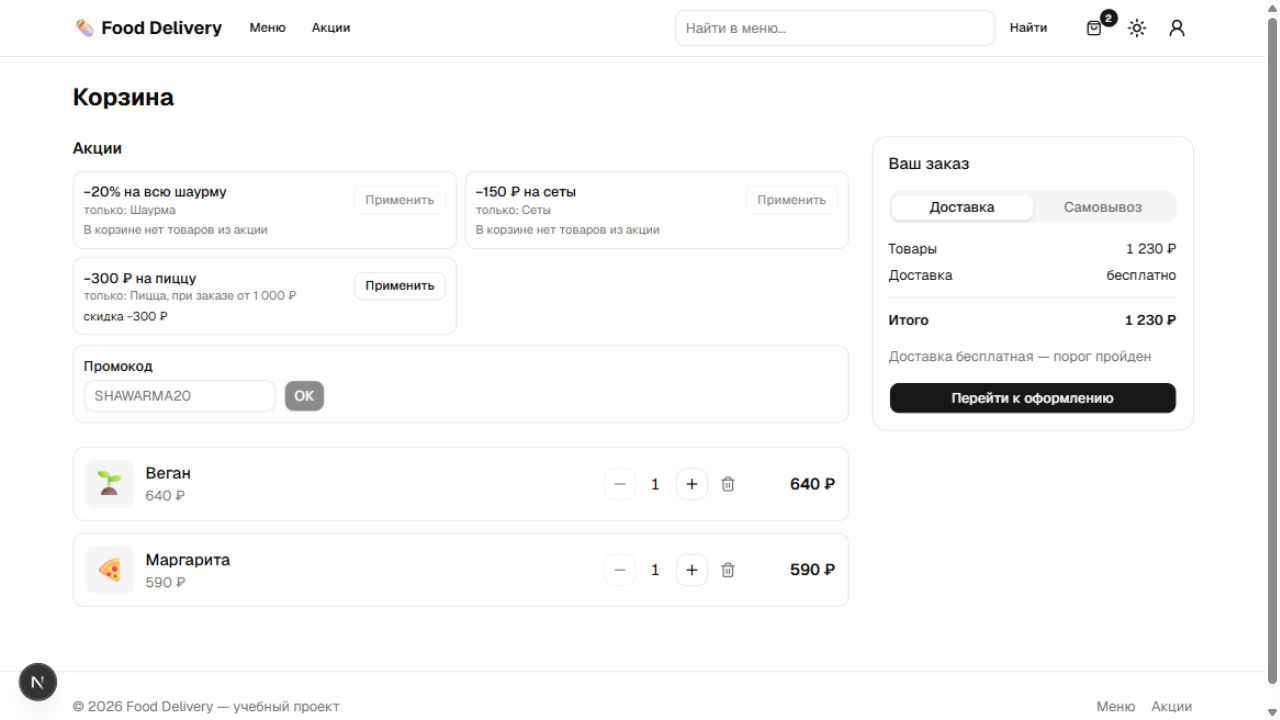 Food Delivery
Меню
Акции
Найти в меню…
Найти
2
Корзина
Акции
−20% на всю шаурму
только: Шаурма
В корзине нет товаров из акции
Применить
−150 ₽ на сеты
только: Сеты
В корзине нет товаров из акции
Применить
−300 ₽ на пиццу
только: Пицца, при заказе от 1 000 ₽
скидка −300 ₽
Применить
Промокод
SHAWARMA20
OK
Веган
640 ₽
1
640 ₽
Маргарита
590 ₽
1
590 ₽
Ваш заказ
Доставка
Самовывоз
Товары 1 230 ₽
Доставка бесплатно
Итого 1 230 ₽
Доставка бесплатная — порог пройден
Перейти к оформлению
N
© 2026 Food Delivery — учебный проект
Меню
Акции